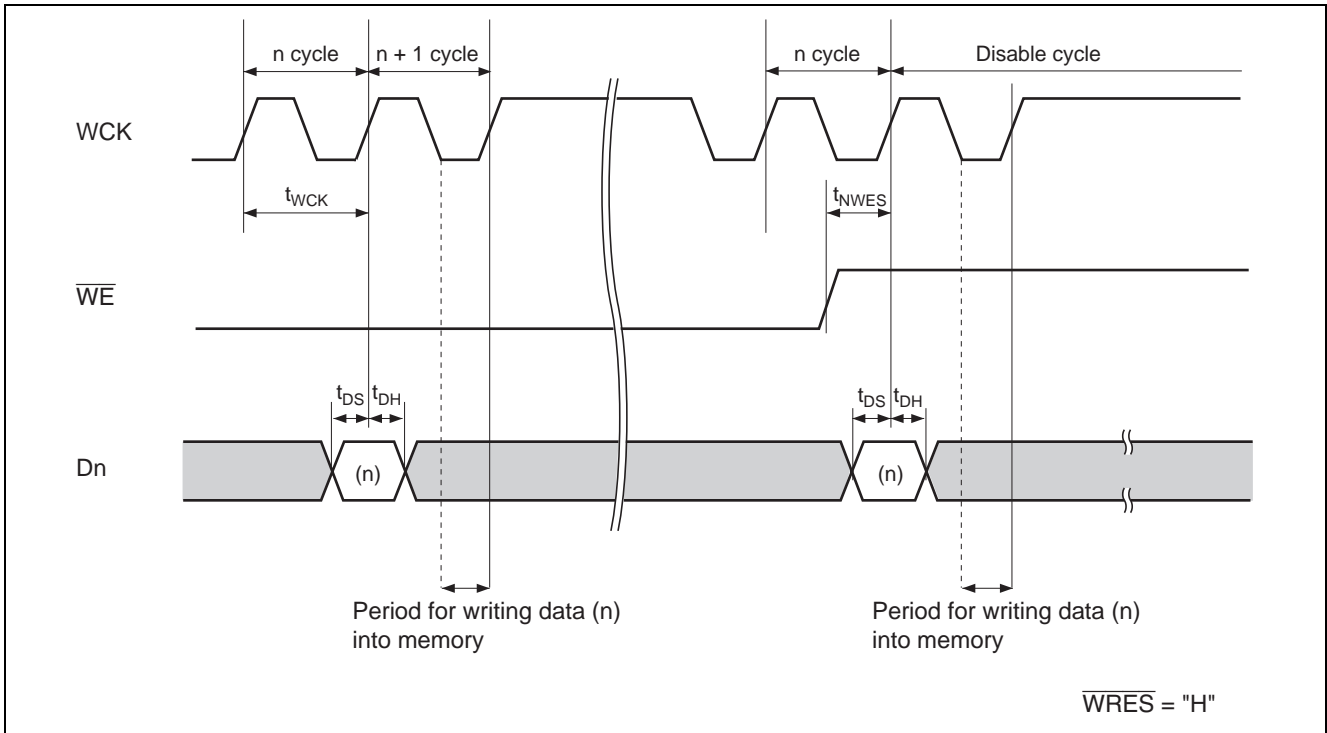 n cycle n + 1 cycle n cycle Disable cycle
WCK
tWCK tNWES
WE
tDS tDH tDS tDH
Dn (n) (n)
Period for writing data (n) Period for writing data (n)
into memory into memory
WRES = "H"